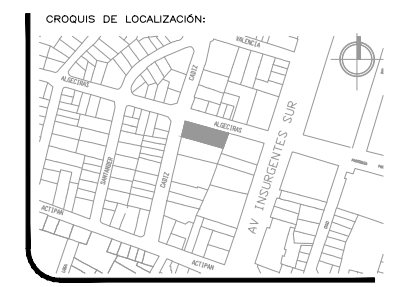 CROQUIS DE LOCALIZACIÓN:
VALENCIA
CADIZ
ALGECIRAS
ALGECIRAS
AV INSURGENTES SUR
SANTANDER
CADIZ
ACTIPAN
ACTIPAN